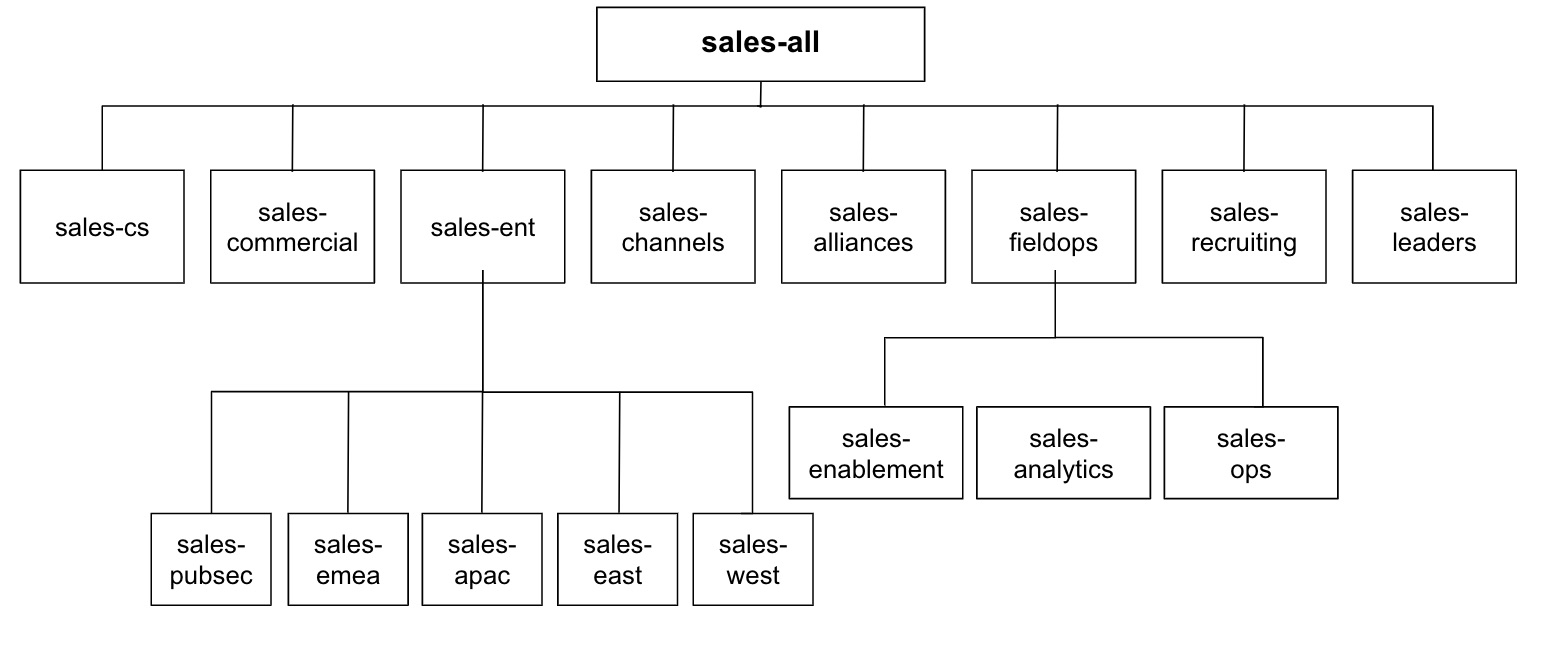 sales-all
sales-cs
sales-
commercial
sales-ent
sales-
channels
sales-
alliances
sales-
fieldops
sales-
recruiting
sales-
leaders
sales-
enablement
sales-
analytics
sales-
ops
sales-
pubsec
sales-
emea
sales-
apac
sales-
east
sales-
west